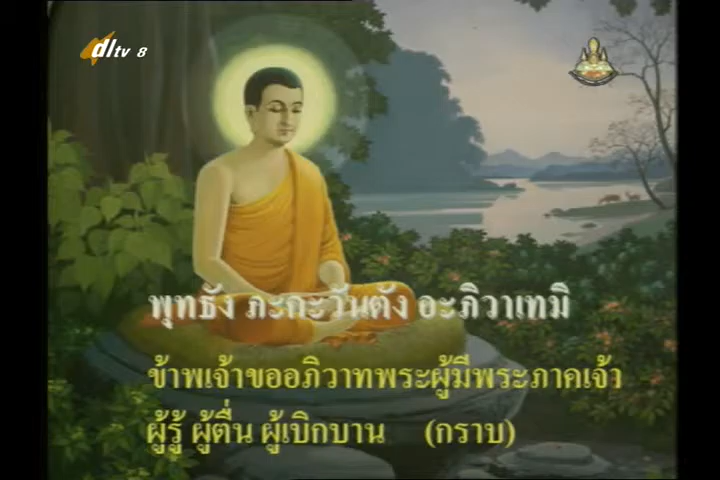 dltv 8
พุทธัง ภะคะวันตัง อะภิวาเทมิ
ข้าพเจ้าขออภิวาทพระผู้มีพระภาคเจ้า
ผู้รู้ ผู้ตื่น ผู้เบิกบาน (กราบ)